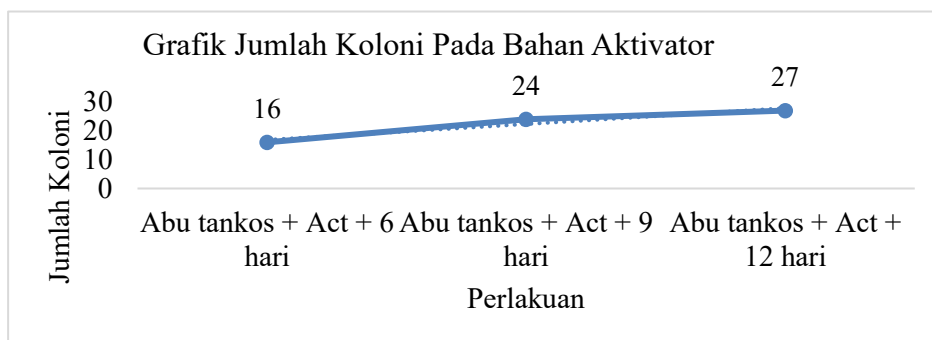 Grafik Jumlah Koloni Pada Bahan Aktivator
Jumlah Koloni
30
20
10
0
16
24
27
Abu tankos + Act + 6
hari
Abu tankos + Act + 9
hari
Abu tankos + Act +
12 hari
Perlakuan